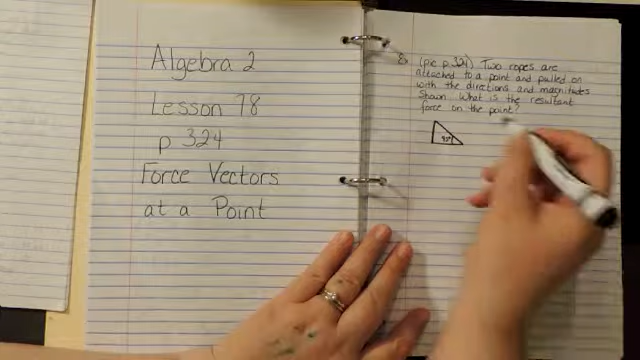 Algebra 2
Lesson 78
p 324
Force Vectors
at a Point
8. (pic p.324) Two ropes are
attached to a point and pulled on
with the directions and magnitudes
shown. What is the resultant
force on the point?